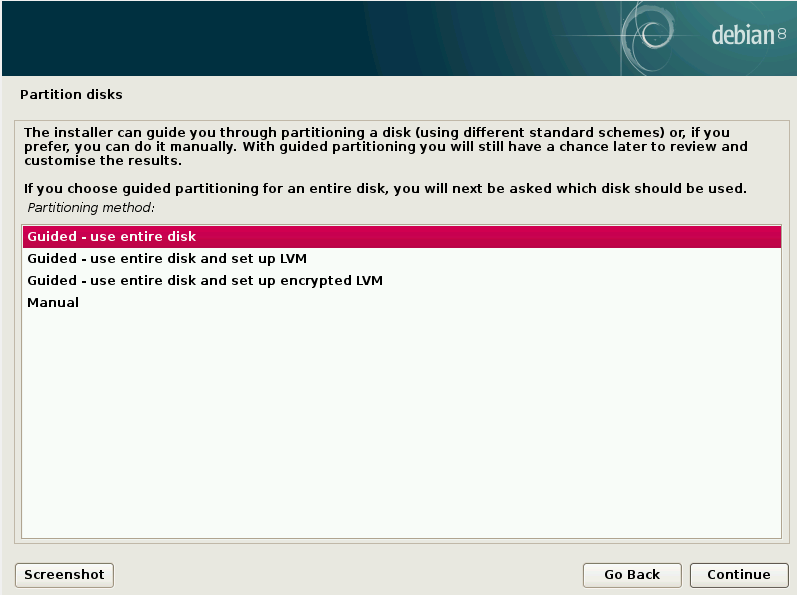 debian 8
Partition disks
The installer can guide you through partitioning a disk (using different standard schemes) or, if you
prefer, you can do it manually. With guided partitioning you will still have a chance later to review and
customise the results.
If you choose guided partitioning for an entire disk, you will next be asked which disk should be used.
Partitioning method:
Guided - use entire disk
Guided - use entire disk and set up LVM
Guided - use entire disk and set up encrypted LVM
Manual
Screenshot
Go Back
Continue